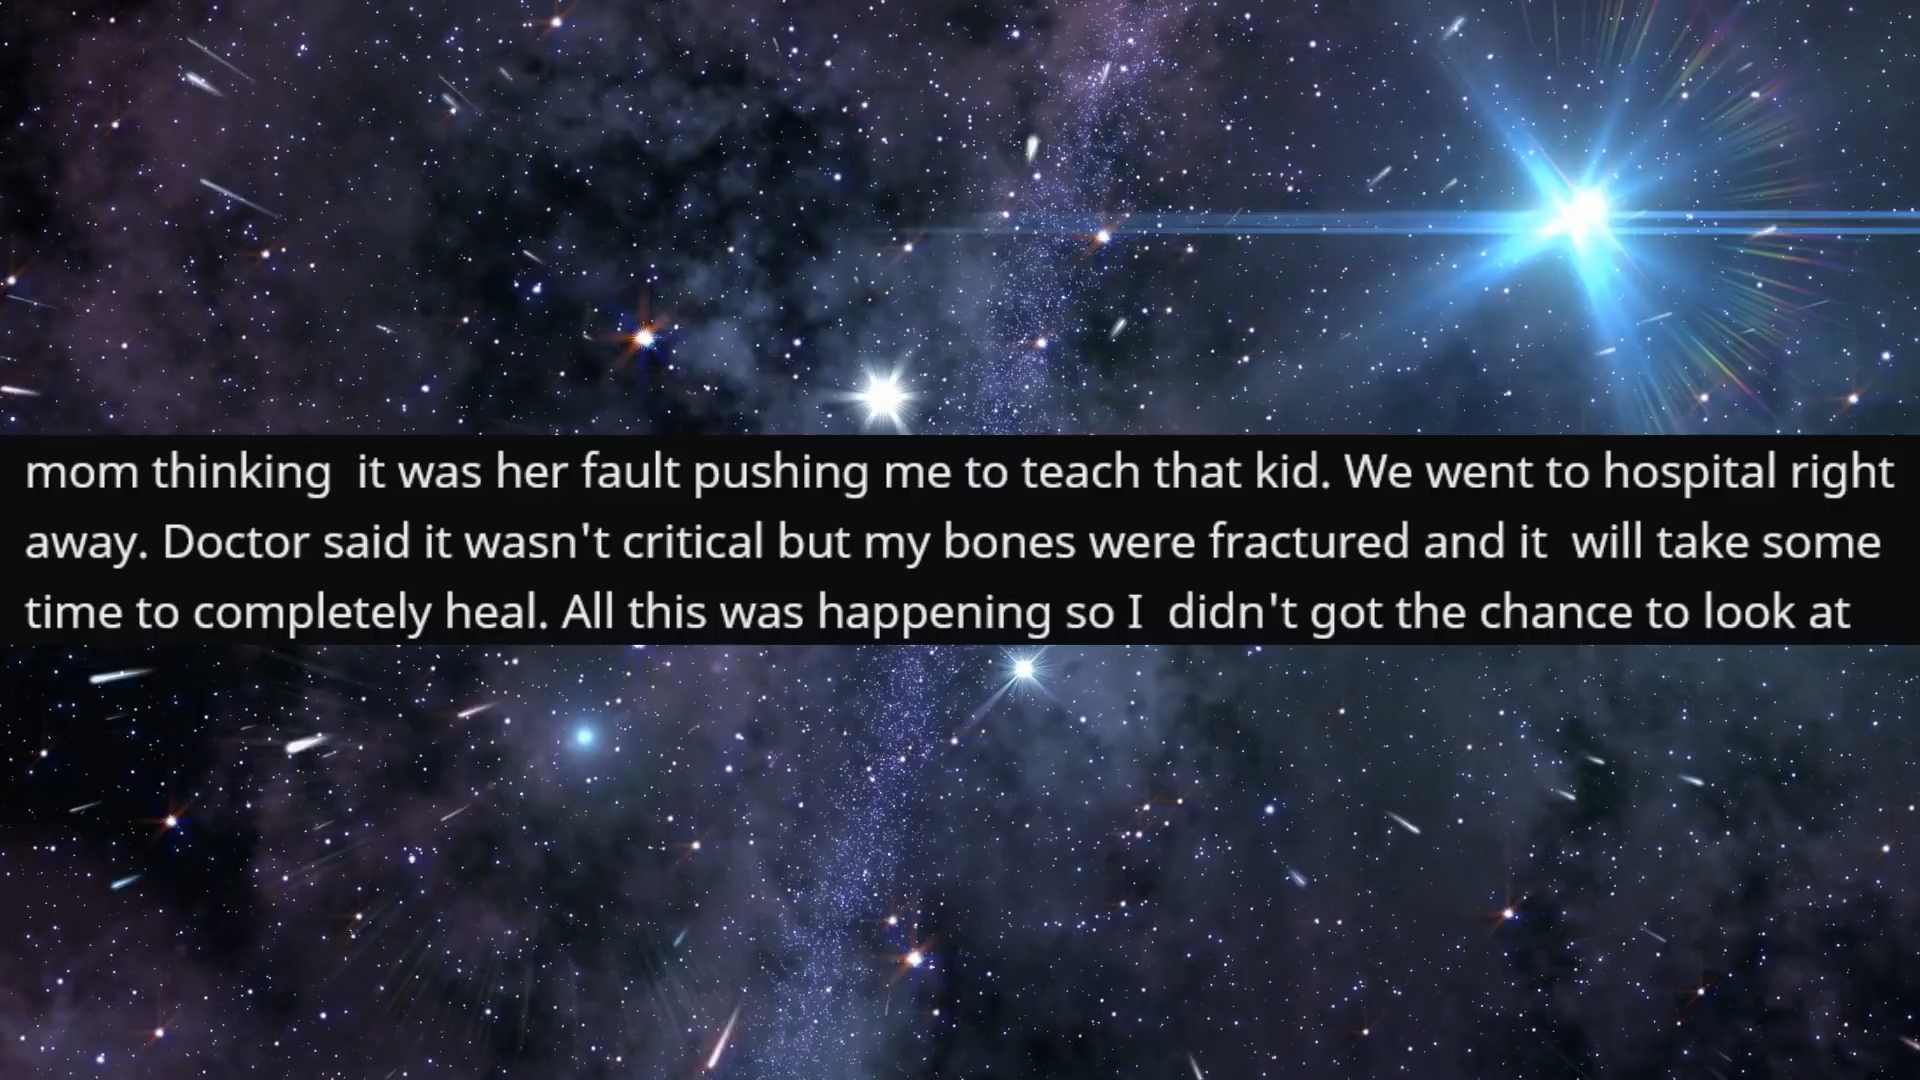 mom thinking  it was her fault pushing me to teach that kid. We went to hospital right
away. Doctor said it wasn't critical but my bones were fractured and it  will take some
time to completely heal. All this was happening so I  didn't got the chance to look at